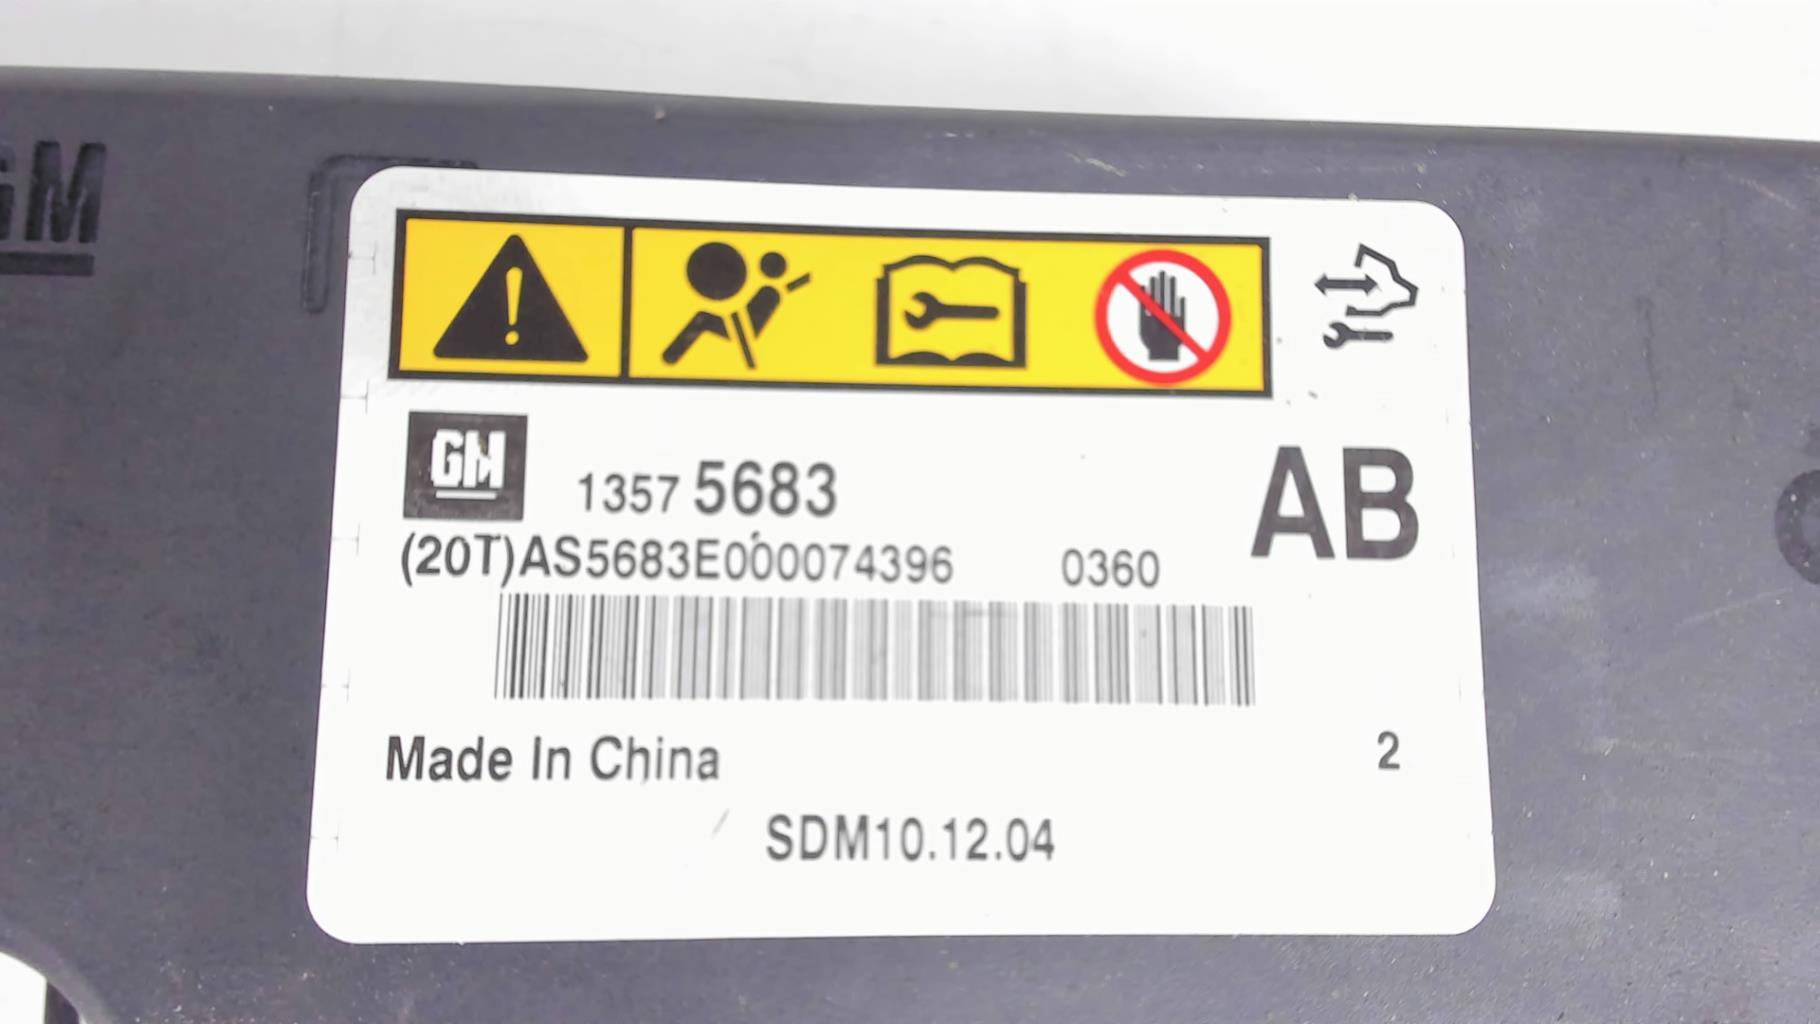 GM
GM
1357 5683
AB
(20T)AS5683E000074396 0360
Made In China
2
SDM10.12.04